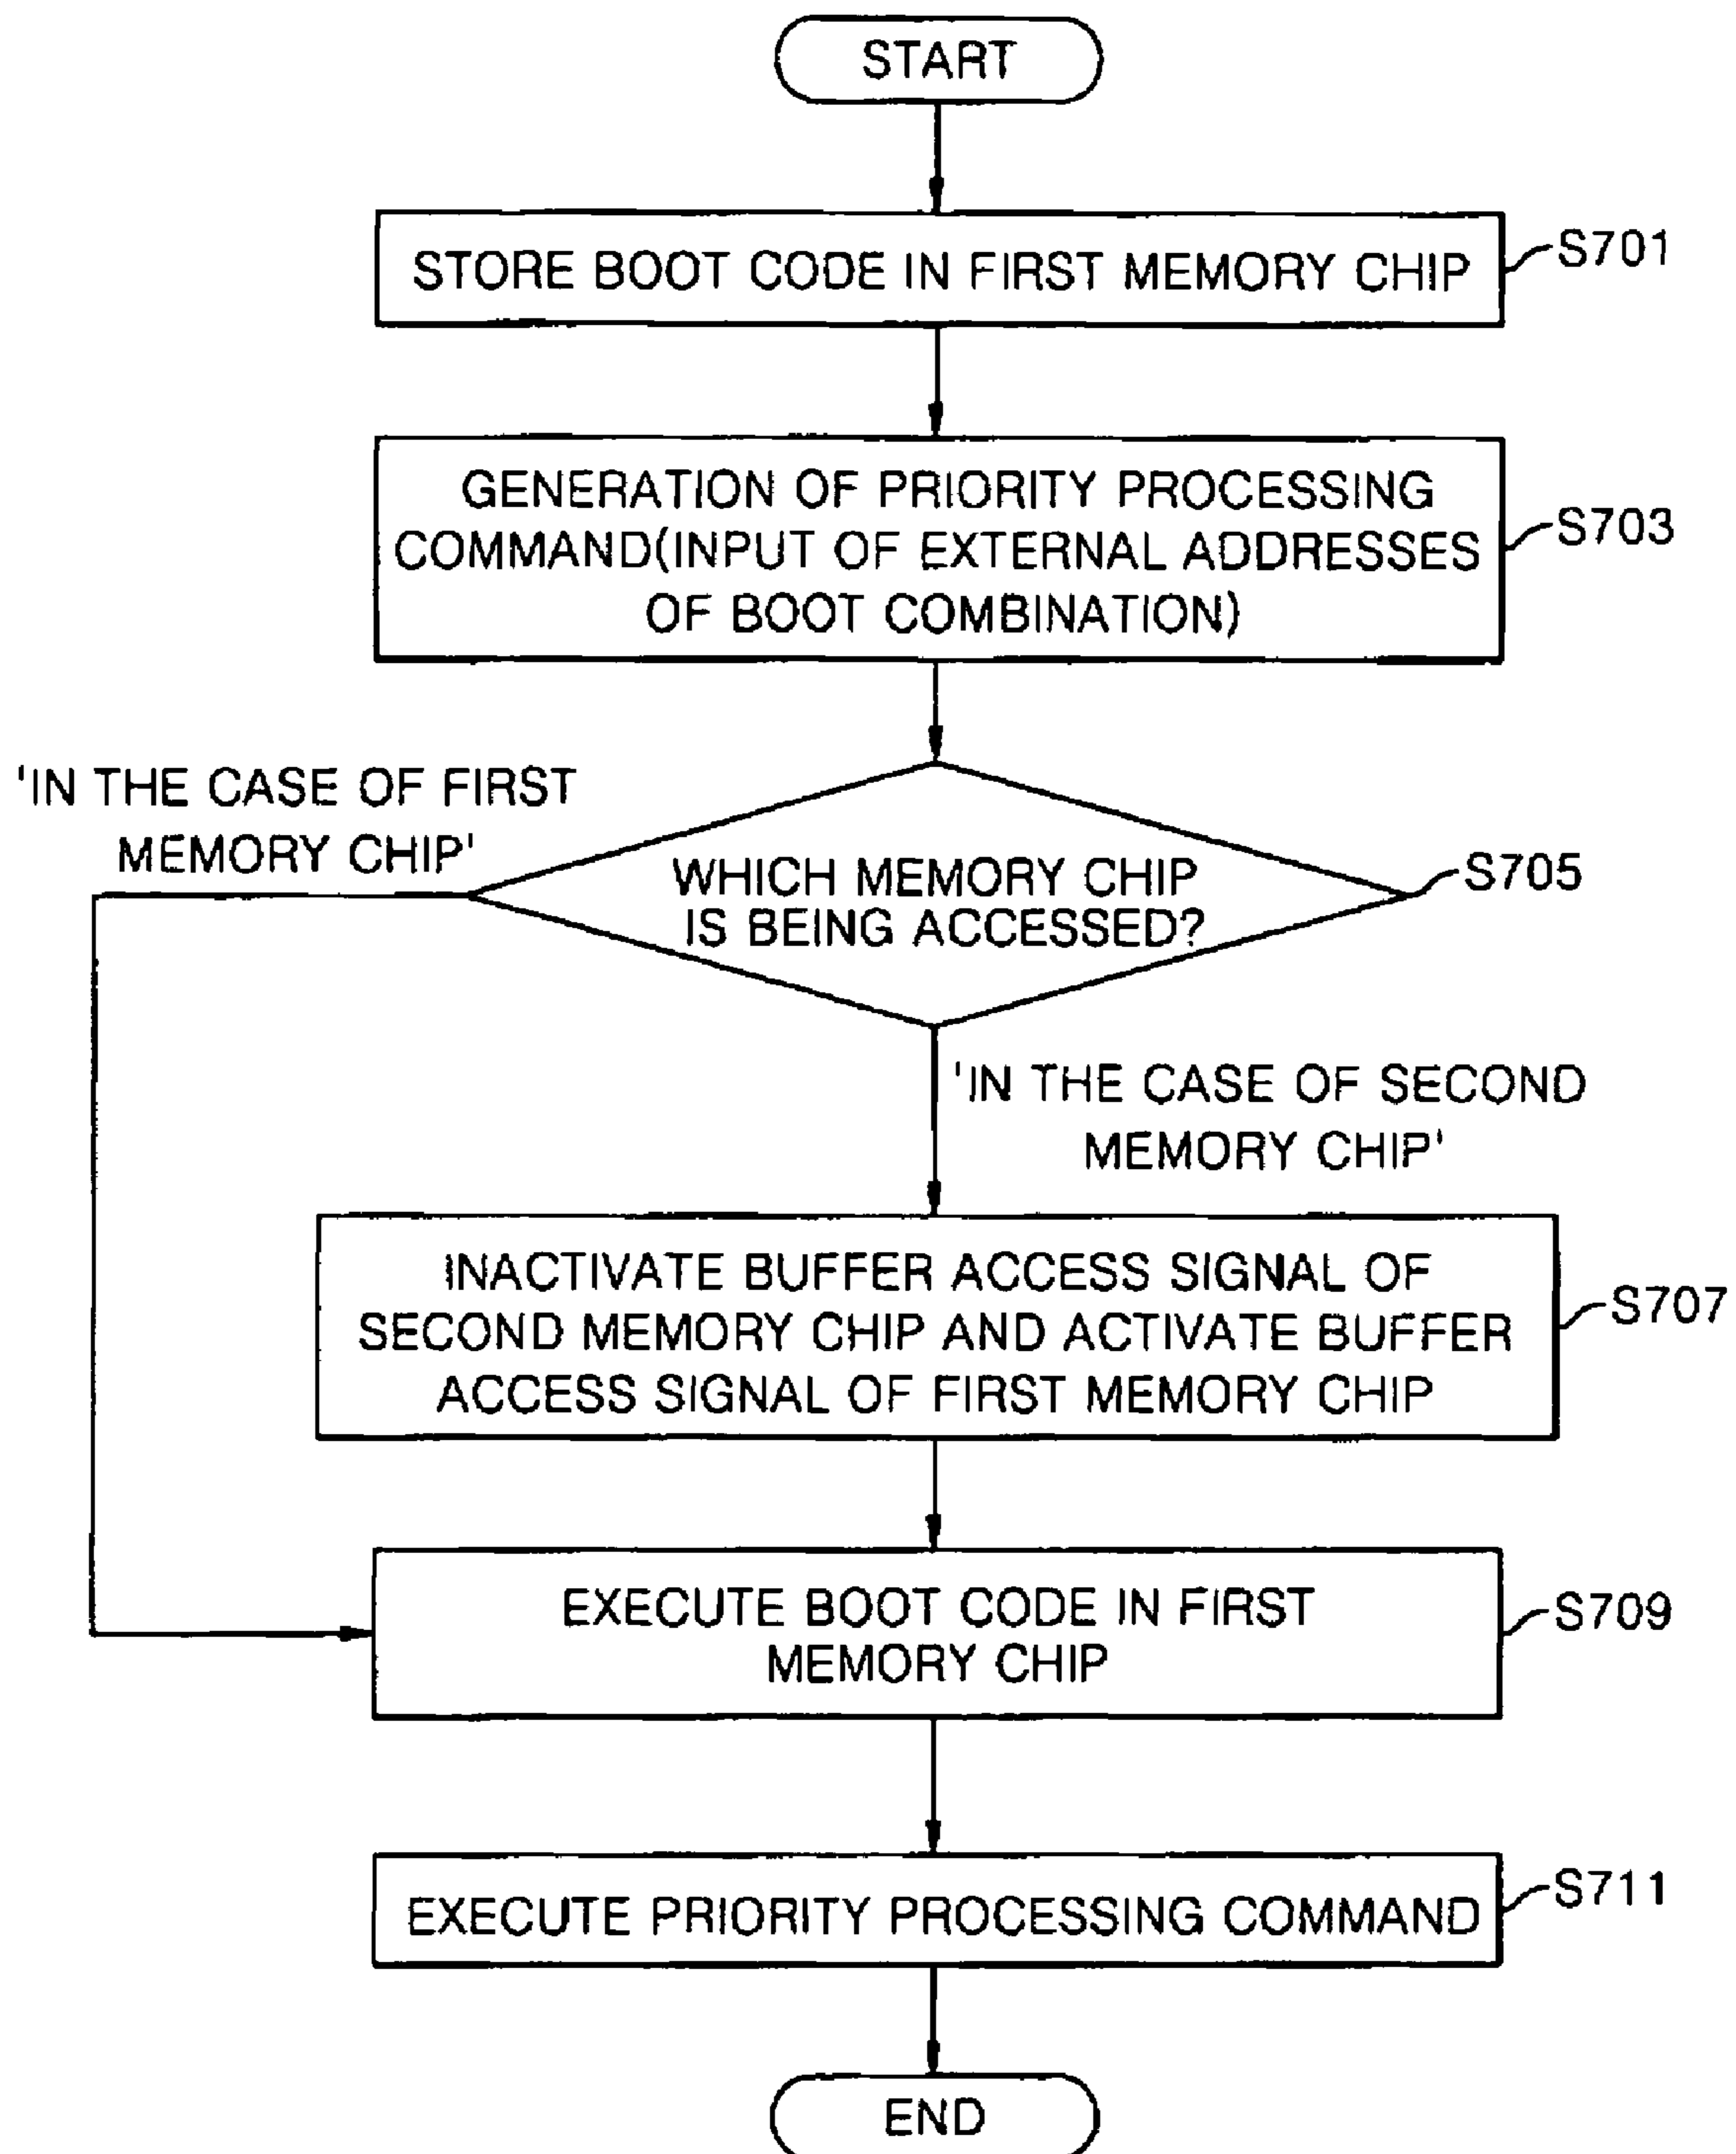 START
STORE BOOT CODE IN FIRST MEMORY CHIP
S701
GENERATION OF PRIORITY PROCESSING
COMMAND(INPUT OF EXTERNAL ADDRESSES
OF BOOT COMBINATION)
S703
'IN THE CASE OF FIRST
MEMORY CHIP'
WHICH MEMORY CHIP
IS BEING ACCESSED?
S705
'IN THE CASE OF SECOND
MEMORY CHIP'
INACTIVATE BUFFER ACCESS SIGNAL OF
SECOND MEMORY CHIP AND ACTIVATE BUFFER
ACCESS SIGNAL OF FIRST MEMORY CHIP
S707
EXECUTE BOOT CODE IN FIRST
MEMORY CHIP
S709
EXECUTE PRIORITY PROCESSING COMMAND
S711
END